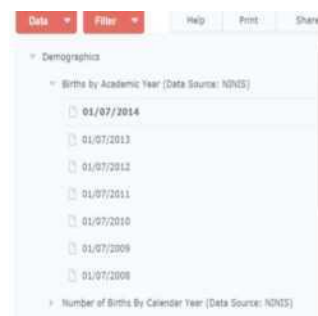 Data Filter Help Print Share
Demographics
Births by Academic Year (Data Source: NINIS)
01/07/2014
01/07/2013
01/07/2012
01/07/2011
01/07/2010
01/07/2009
01/07/2008
Number of Births By Calender Year (Data Source: NINIS)